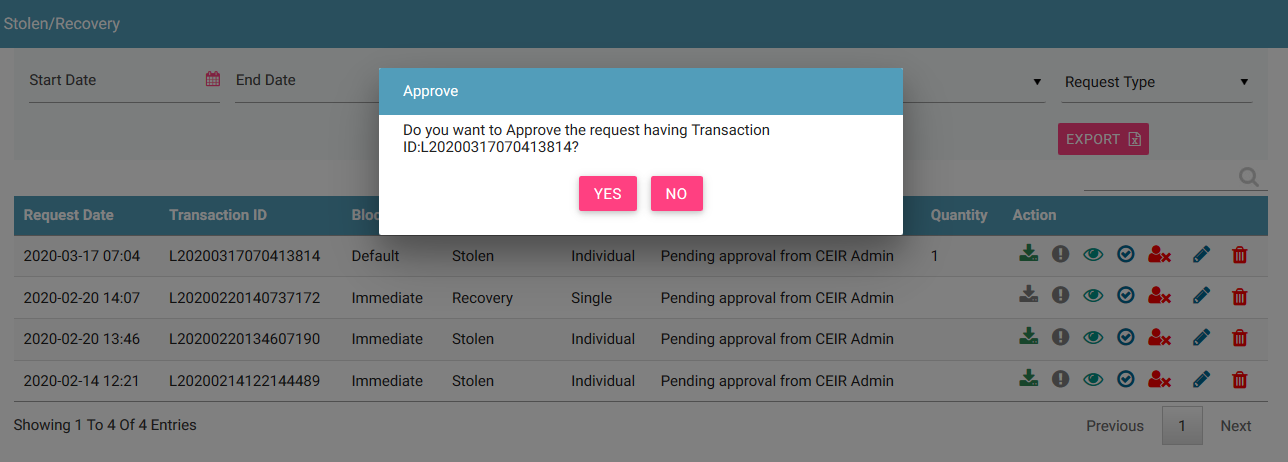 Stolen/Recovery
Start Date
End Date
Request Type
Approve
Do you want to Approve the request having Transaction
ID:L20200317070413814?
YES NO
EXPORT
Request Date Transaction ID Bloc Quantity Action
2020-03-17 07:04 L20200317070413814 Default Stolen Individual Pending approval from CEIR Admin 1
2020-02-20 14:07 L20200220140737172 Immediate Recovery Single Pending approval from CEIR Admin
2020-02-20 13:46 L20200220134607190 Immediate Stolen Individual Pending approval from CEIR Admin
2020-02-14 12:21 L20200214122144489 Immediate Stolen Individual Pending approval from CEIR Admin
Showing 1 To 4 Of 4 Entries
Previous 1 Next